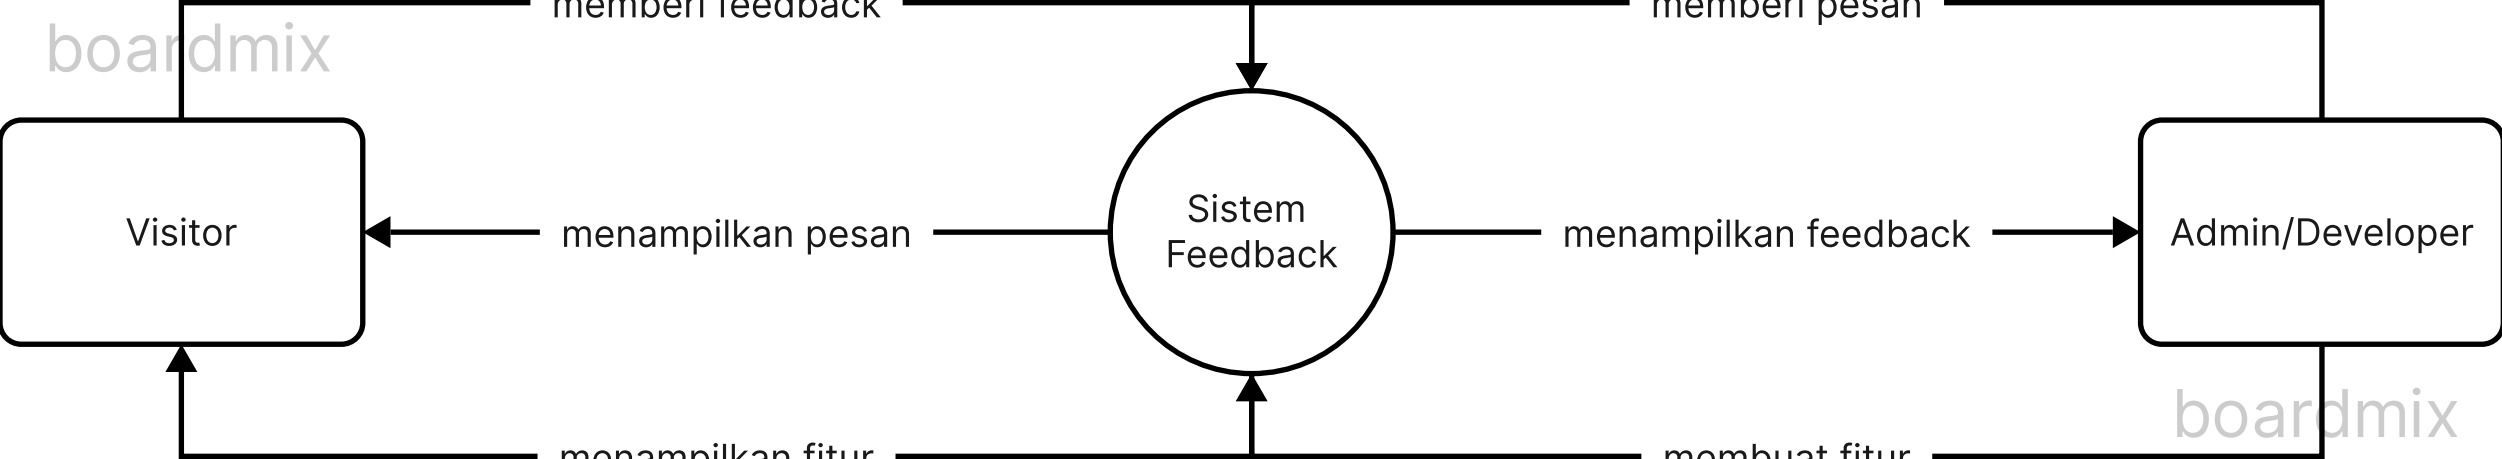 memberi feedback
memberi pesan
boardmix
Visitor
menampilkan pesan
Sistem
Feedback
menampilkan feedback
Admin/Developer
boardmix
menampilkan fitur
membuat fitur